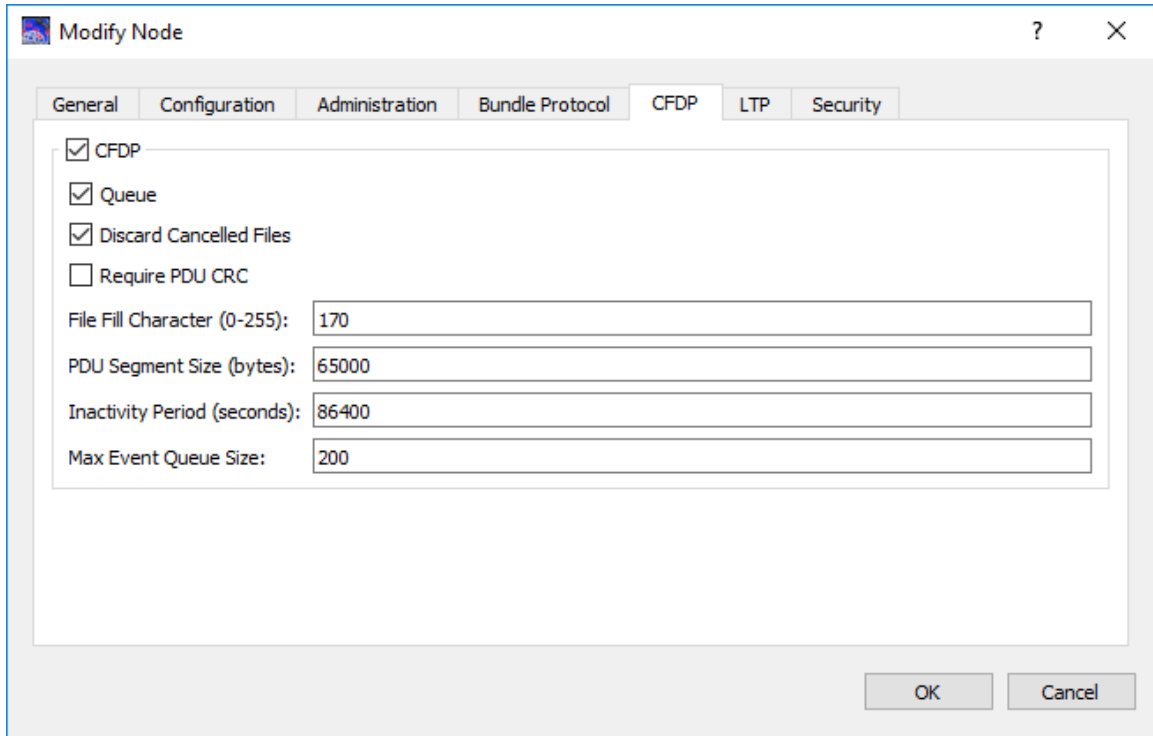 Modify Node
?
General Configuration Administration Bundle Protocol CFDP LTP Security
CFDP
Queue
Discard Cancelled Files
Require PDU CRC
File Fill Character (0-255): 170
PDU Segment Size (bytes): 65000
Inactivity Period (seconds): 86400
Max Event Queue Size: 200
OK Cancel